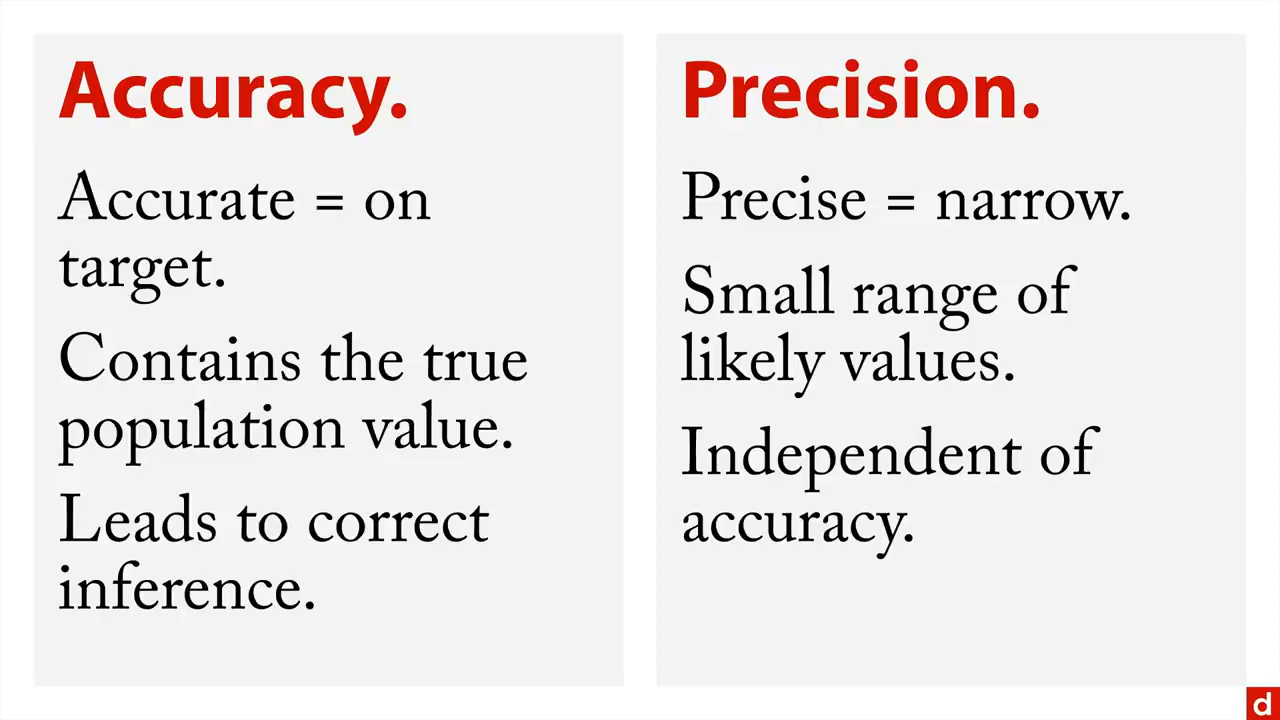 Accuracy.
Accurate = on
target.
Contains the true
population value.
Leads to correct
inference.
Precision.
Precise = narrow.
Small range of
likely values.
Independent of
accuracy.
d